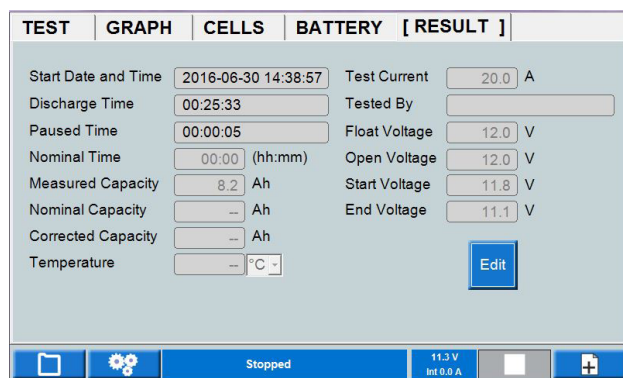 TEST GRAPH CELLS BATTERY [ RESULT ]
Start Date and Time 2016-06-30 14:38:57 Test Current 20.0 A
Discharge Time 00:25:33 Tested By
Paused Time 00:00:05 Float Voltage 12.0 V
Nominal Time 00:00 (hh:mm) Open Voltage 12.0 V
Measured Capacity 8.2 Ah Start Voltage 11.8 V
Nominal Capacity -- Ah End Voltage 11.1 V
Corrected Capacity -- Ah
Temperature -- °C
Edit
Stopped
11.3 V
Int 0.0 A